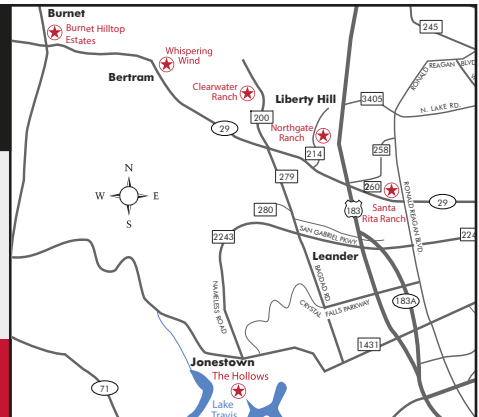 Burnet
Burnet Hilltop
Estates
245
Whispering
Wind
RONALD REAGAN BLVD
Bertram
Clearwater
Ranch
Liberty Hill
3405
N. LAKE RD.
200
29
Northgate
Ranch
214
258
279
260
N
W
E
S
Santa
Rita Ranch
29
RONALD REAGAN BLVD
280
183
2243
SAN GABRIEL PKWY
224
Leander
BAGDAD RD.
NAMELESS ROAD
CRYSTAL FALLS PARKWAY
183A
1431
Jonestown
The Hollows
71
Lake
Travis